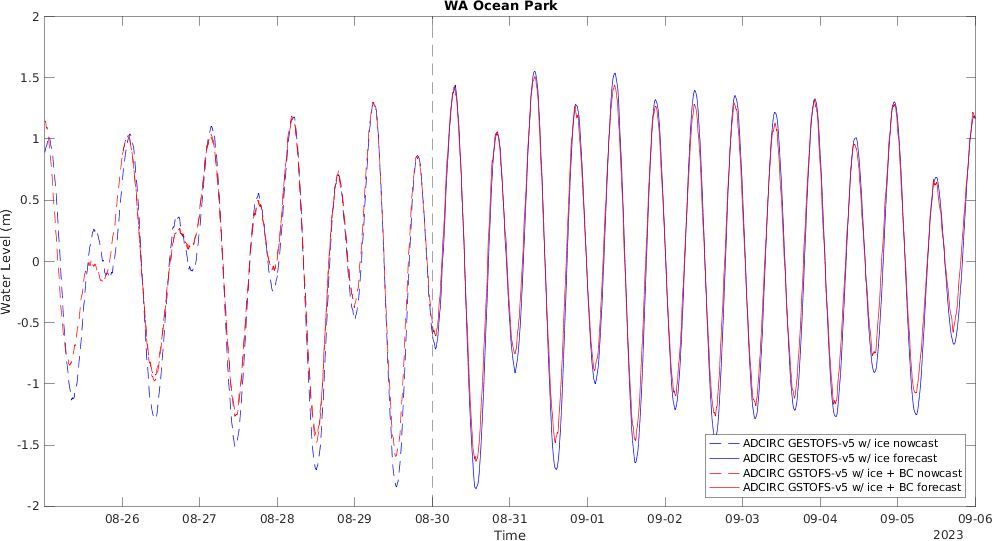 WA Ocean Park
2
1.5
1
0.5
0
-0.5
-1
-1.5
-2
Water Level (m)
08-26 08-27 08-28 08-29 08-30 08-31 09-01 09-02 09-03 09-04 09-05 09-06
Time
2023
ADCIRC GESTOFS-v5 w/ ice nowcast
ADCIRC GESTOFS-v5 w/ ice forecast
ADCIRC GSTOFS-v5 w/ ice + BC nowcast
ADCIRC GSTOFS-v5 w/ ice + BC forecast